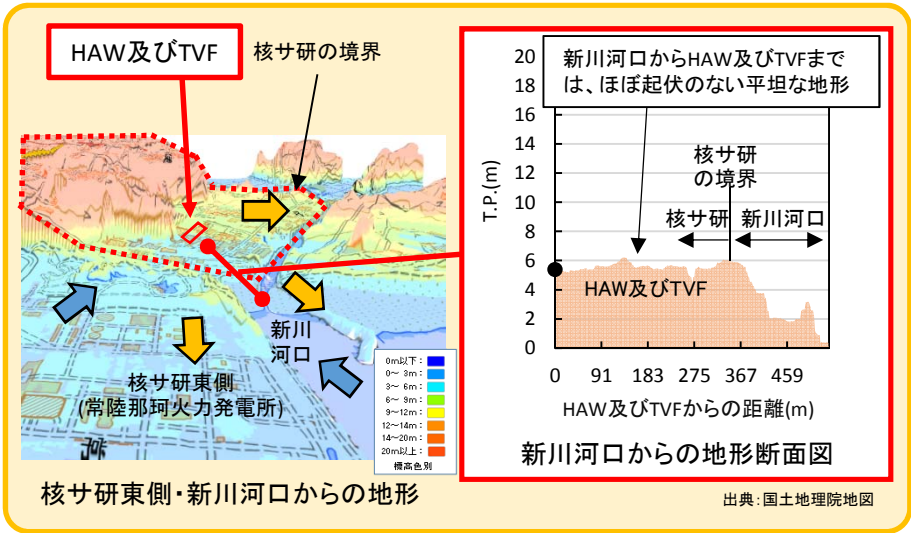 HAW及びTVF
核サ研の境界
新川
河口
核サ研東側
(常陸那珂火力発電所)
0m以下：
0～ 3m：
3～ 6m：
6～ 9m：
9～12m：
12～14m：
14～20m：
20m以上：
標高色別
核サ研東側・新川河口からの地形
新川河口からHAW及びTVFまで
は、ほぼ起伏のない平坦な地形
T.P.(m)
20
18
16
14
12
10
8
6
4
2
0
核サ研
の境界
核サ研
新川河口
HAW及びTVF
0 91 183 275 367 459
HAW及びTVFからの距離(m)
新川河口からの地形断面図
出典：国土地理院地図